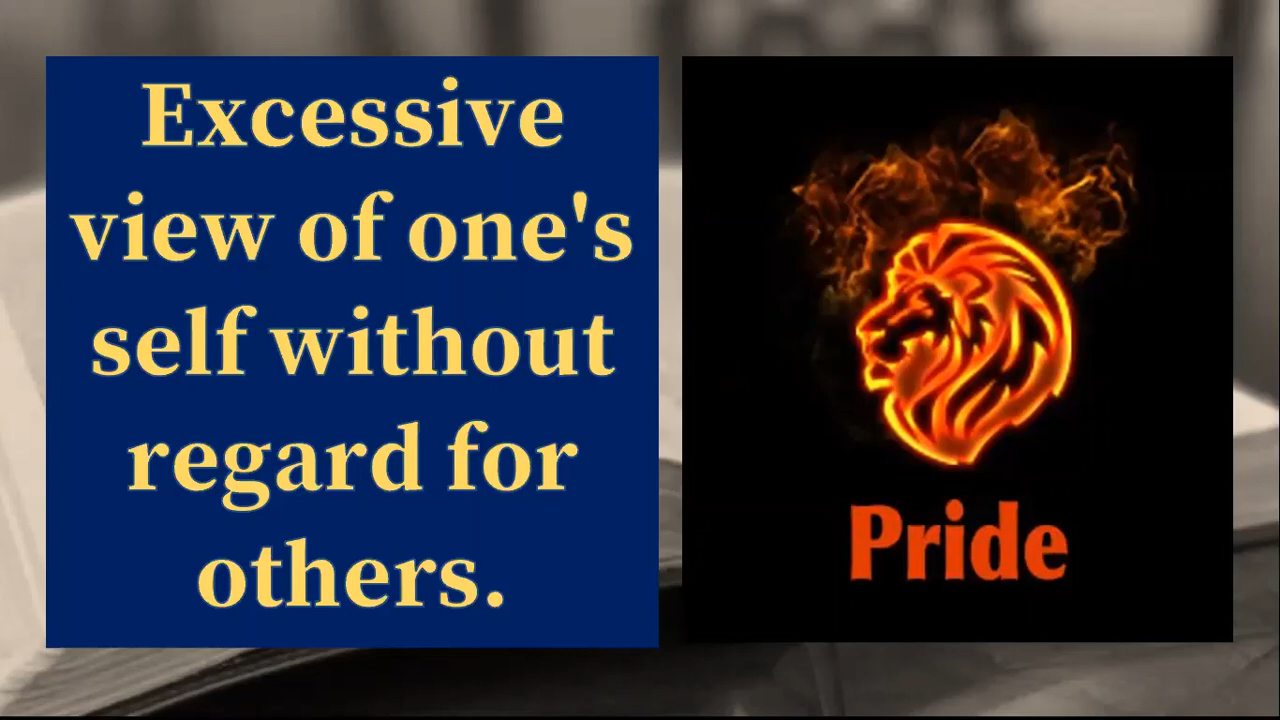 Excessive
view of one's
self without
regard for
others.
Pride